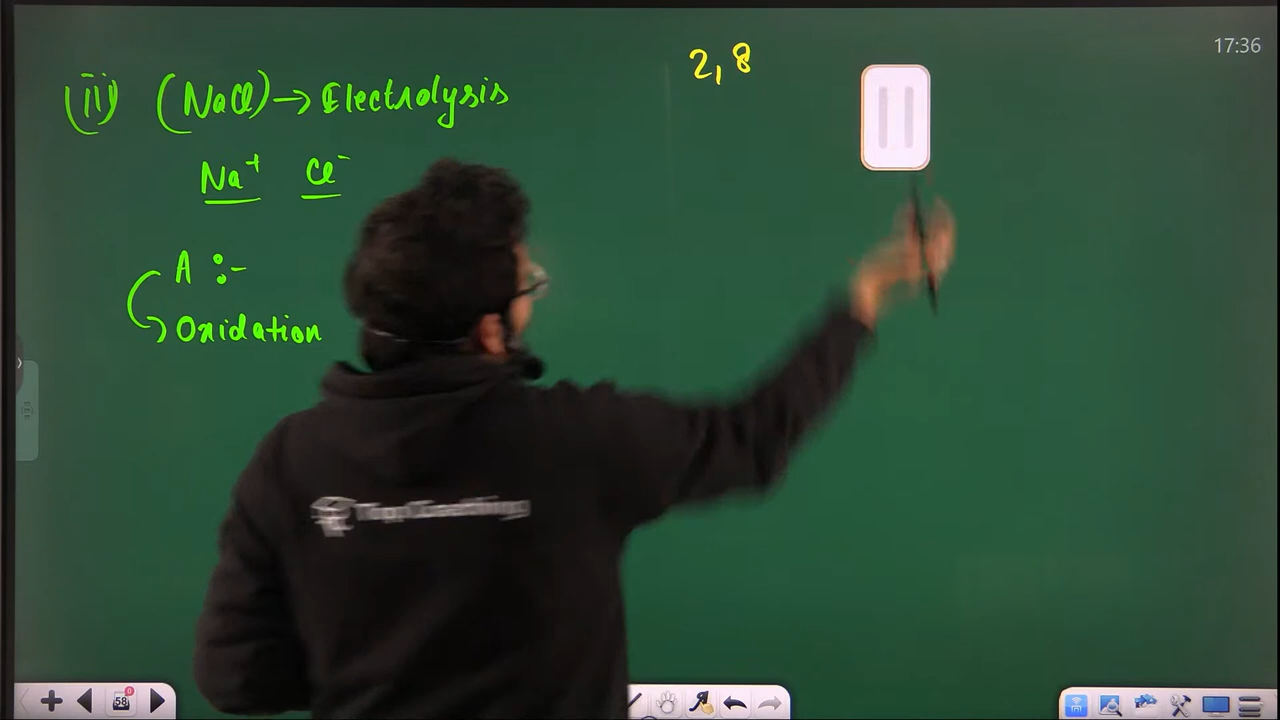 (ii) (NaCl) → Electrolysis
2, 8
17:36
Na⁺ Cl⁻
A :-
Oxidation
58